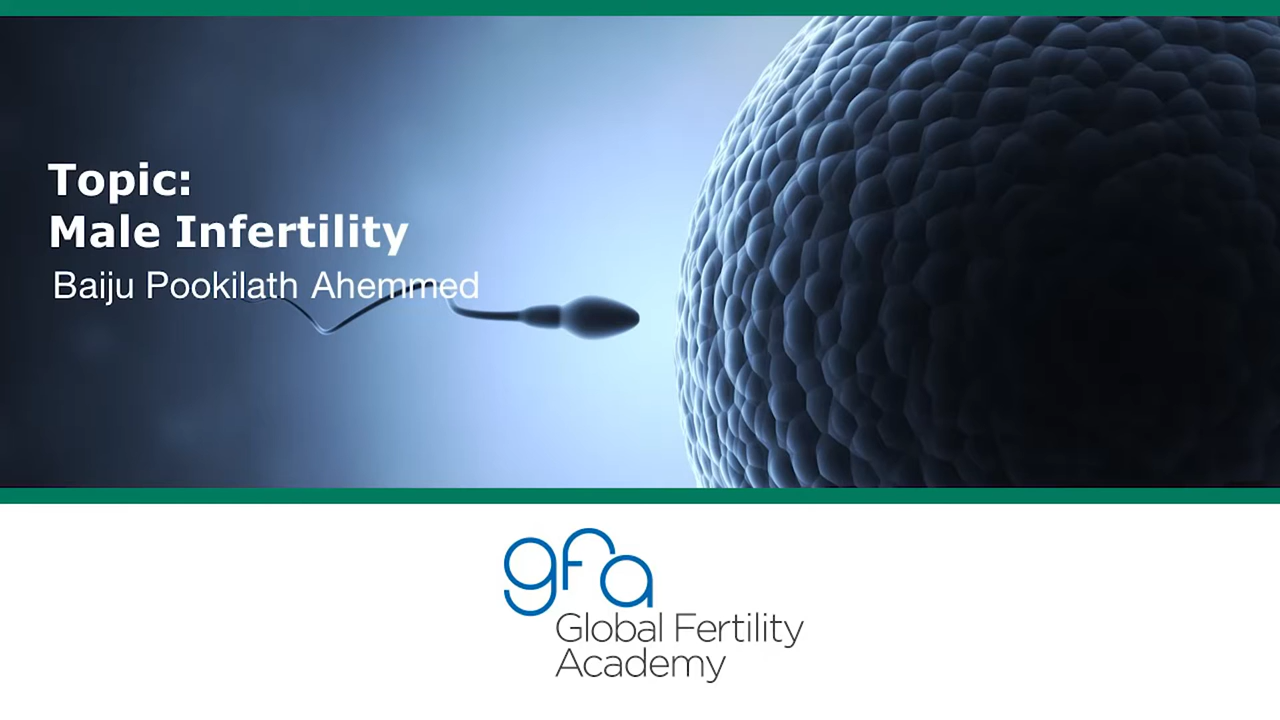 Topic:
Male Infertility
Baiju Pookilath Ahemmed
gfa
Global Fertility
Academy